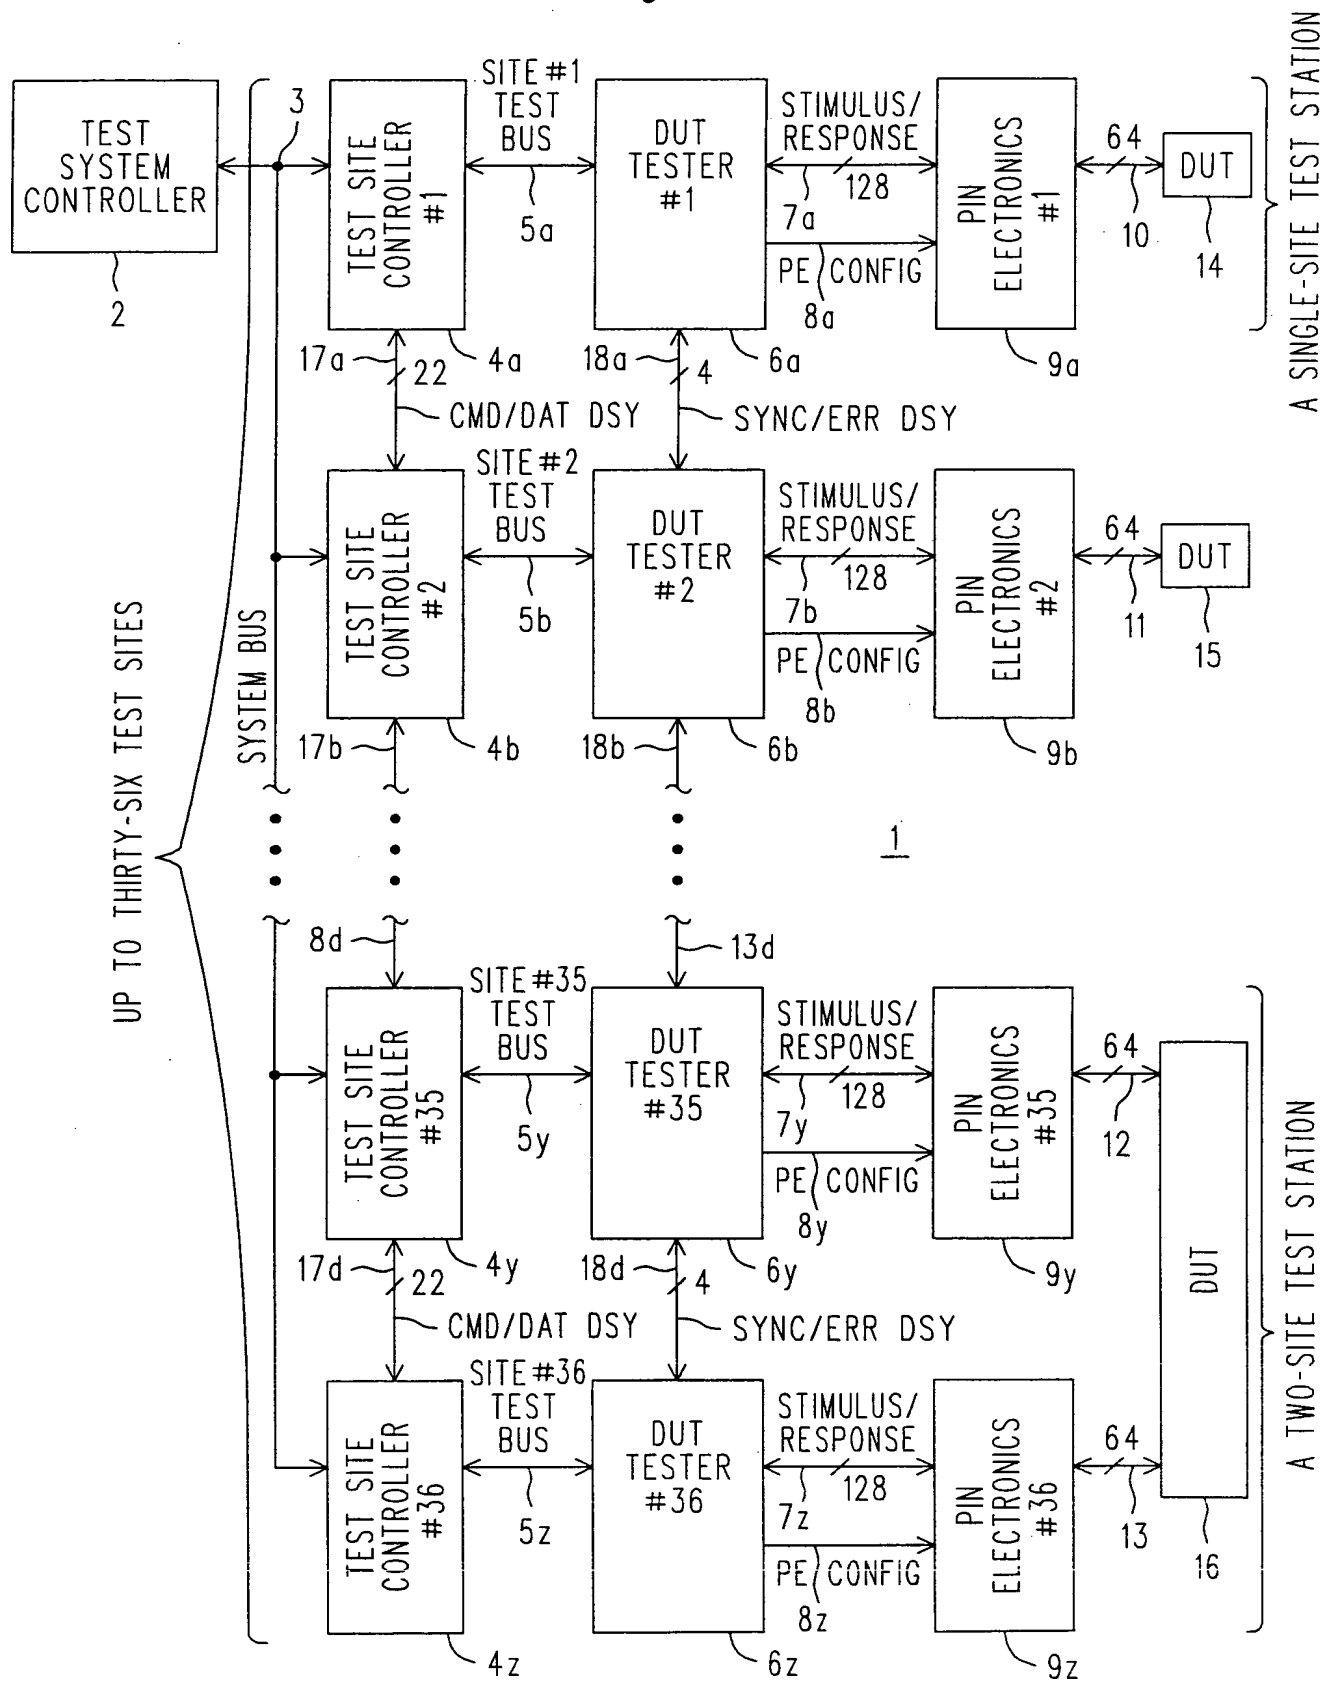 TEST
SYSTEM
CONTROLLER
2
3
SYSTEM BUS
UP TO THIRTY-SIX TEST SITES
TEST SITE
CONTROLLER
#1
4a
SITE #1
TEST
BUS
5a
DUT
TESTER
#1
6a
STIMULUS/
RESPONSE
7a
128
PE CONFIG
8a
PIN
ELECTRONICS
#1
9a
64
10
DUT
14
A SINGLE-SITE TEST STATION
17a
22
CMD/DAT DSY
18a
4
SYNC/ERR DSY
TEST SITE
CONTROLLER
#2
4b
SITE #2
TEST
BUS
5b
DUT
TESTER
#2
6b
STIMULUS/
RESPONSE
7b
128
PE CONFIG
8b
PIN
ELECTRONICS
#2
9b
64
11
DUT
15
17b
18b
1
8d
13d
TEST SITE
CONTROLLER
#35
4y
SITE #35
TEST
BUS
5y
DUT
TESTER
#35
6y
STIMULUS/
RESPONSE
7y
128
PE CONFIG
8y
PIN
ELECTRONICS
#35
9y
64
12
DUT
16
A TWO-SITE TEST STATION
17d
22
CMD/DAT DSY
18d
4
SYNC/ERR DSY
TEST SITE
CONTROLLER
#36
4z
SITE #36
TEST
BUS
5z
DUT
TESTER
#36
6z
STIMULUS/
RESPONSE
7z
128
PE CONFIG
8z
PIN
ELECTRONICS
#36
9z
64
13